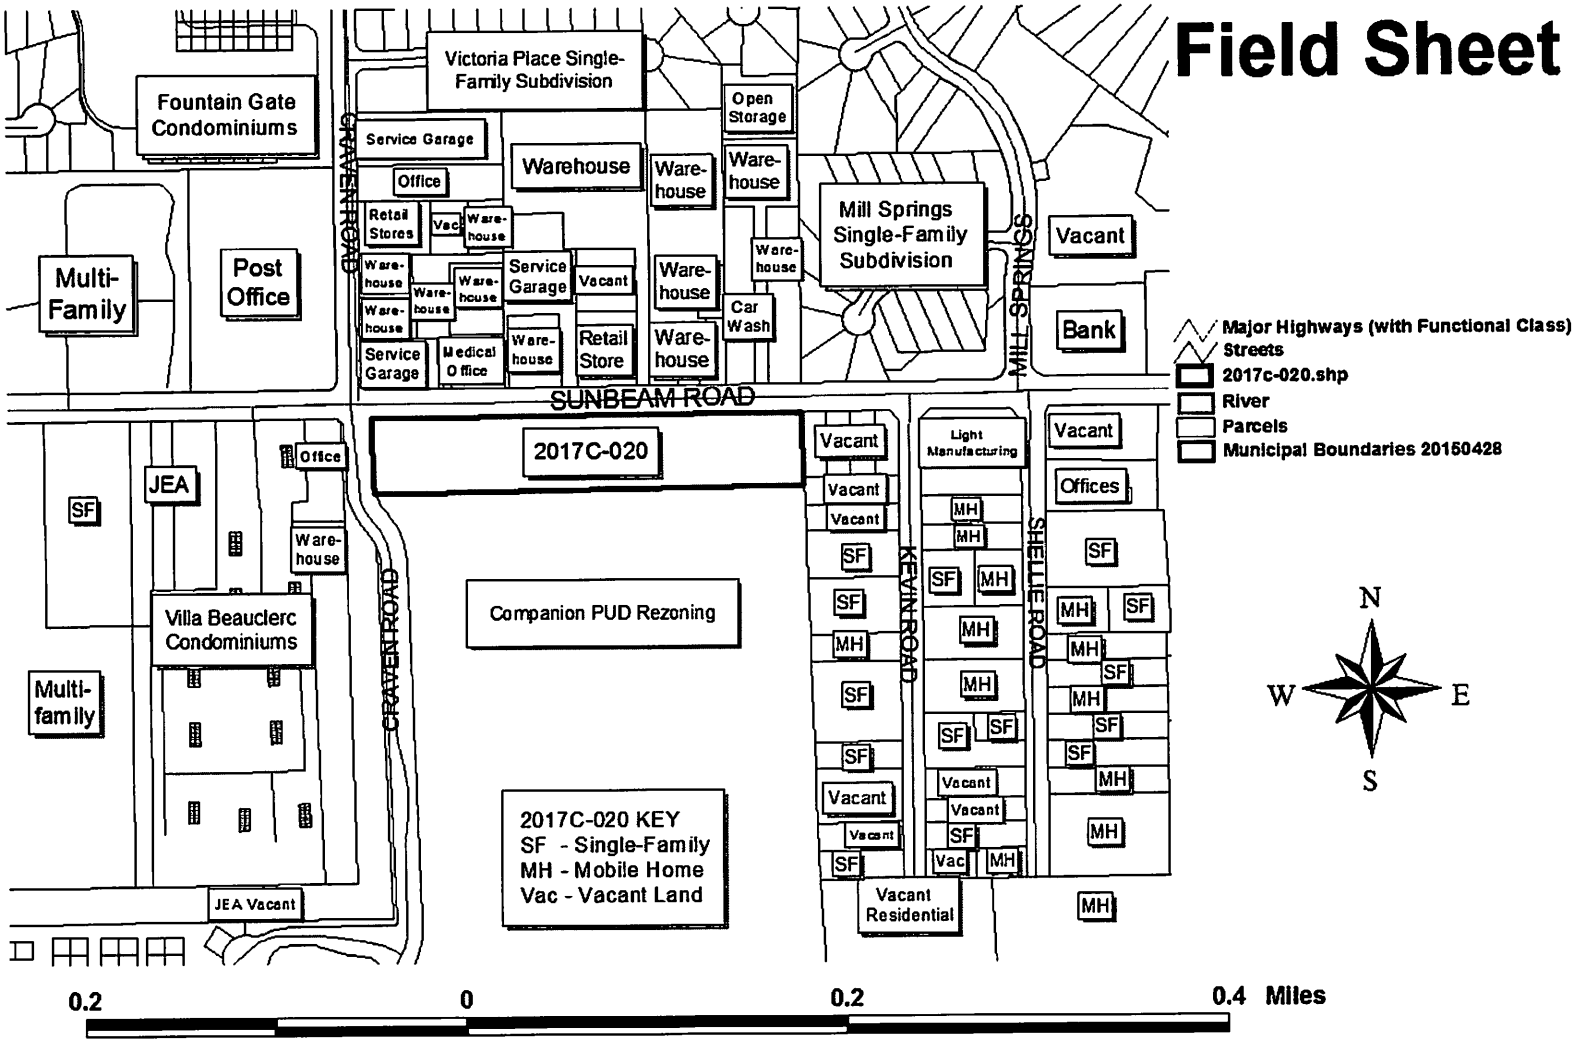 Field Sheet
Victoria Place Single-
Family Subdivision
Fountain Gate
Condominiums
Open
Storage
CRAVEN ROAD
Service Garage
Warehouse
Ware-
house
Ware-
house
Office
Mill Springs
Single-Family
Subdivision
MILL SPRINGS
Vacant
Retail
Stores
Vac
Ware-
house
Multi-
Family
Post
Office
Ware-
house
Ware-
house
Ware-
house
Service
Garage
Vacant
Ware-
house
Ware-
house
Ware-
house
Car
Wash
Bank
Service
Garage
Medical
Office
Ware-
house
Retail
Store
Ware-
house
Major Highways (with Functional Class)
Streets
2017c-020.shp
River
Parcels
Municipal Boundaries 20150428
SUNBEAM ROAD
2017C-020
Office
JEA
SF
Ware-
house
Villa Beauclerc
Condominiums
Multi-
family
CRAVEN ROAD
Companion PUD Rezoning
Vacant
Vacant
Vacant
SF
SF
MH
SF
SF
Vacant
Vacant
SF
KEVIN ROAD
Light
Manufacturing
MH
MH
SF
MH
MH
MH
SF
SF
Vacant
Vacant
SF
Vac
MH
Vacant
Residential
SHELLIE ROAD
Vacant
Offices
SF
MH
SF
MH
SF
MH
SF
SF
MH
MH
MH
N
W
E
S
2017C-020 KEY
SF - Single-Family
MH - Mobile Home
Vac - Vacant Land
JEA Vacant
0.2
0
0.2
0.4 Miles